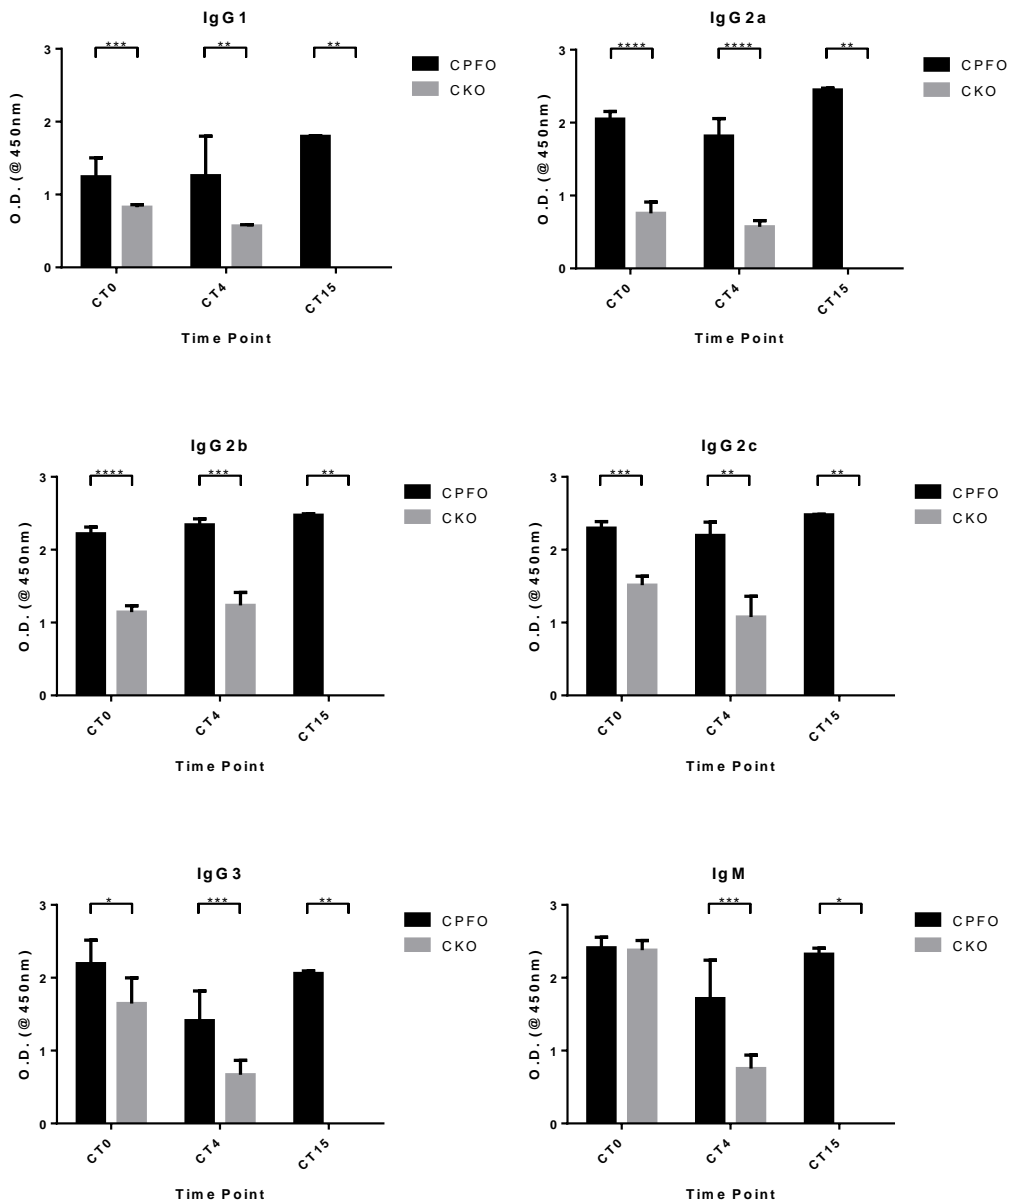 IgG1
***
**
**
3
2
1
0
O.D. (@450nm)
CPFO
CKO
CT0
CT4
CT15
Time Point
IgG2a
****
****
**
3
2
1
0
O.D. (@450nm)
CPFO
CKO
CT0
CT4
CT15
Time Point
IgG2b
****
***
**
3
2
1
0
O.D. (@450nm)
CPFO
CKO
CT0
CT4
CT15
Time Point
IgG2c
***
**
**
3
2
1
0
O.D. (@450nm)
CPFO
CKO
CT0
CT4
CT15
Time Point
IgG3
*
***
**
3
2
1
0
O.D. (@450nm)
CPFO
CKO
CT0
CT4
CT15
Time Point
IgM
***
*
3
2
1
0
O.D. (@450nm)
CPFO
CKO
CT0
CT4
CT15
Time Point